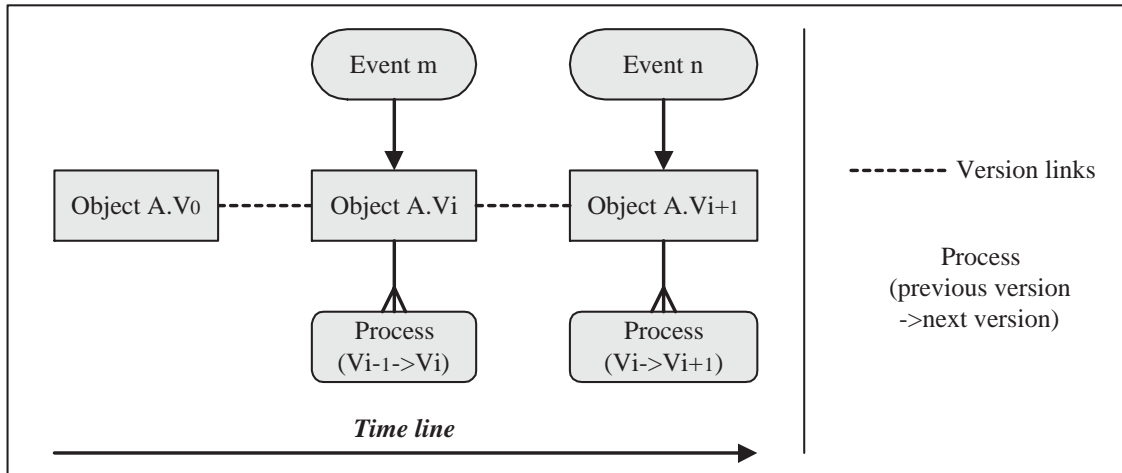 Event m
Event n
Object A.V0
Object A.Vi
Object A.Vi+1
Version links
Process
(Vi-1->Vi)
Process
(Vi->Vi+1)
Process
(previous version
->next version)
Time line